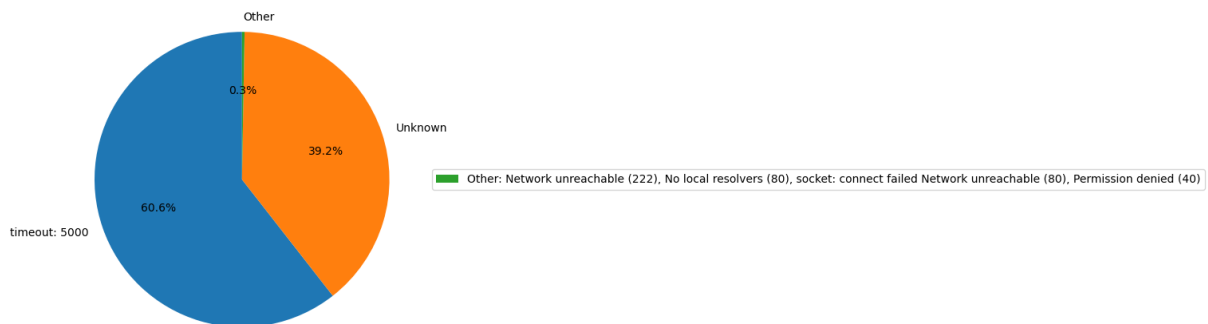 Other
0.3%
Unknown
39.2%
Other: Network unreachable (222), No local resolvers (80), socket: connect failed Network unreachable (80), Permission denied (40)
60.6%
timeout: 5000